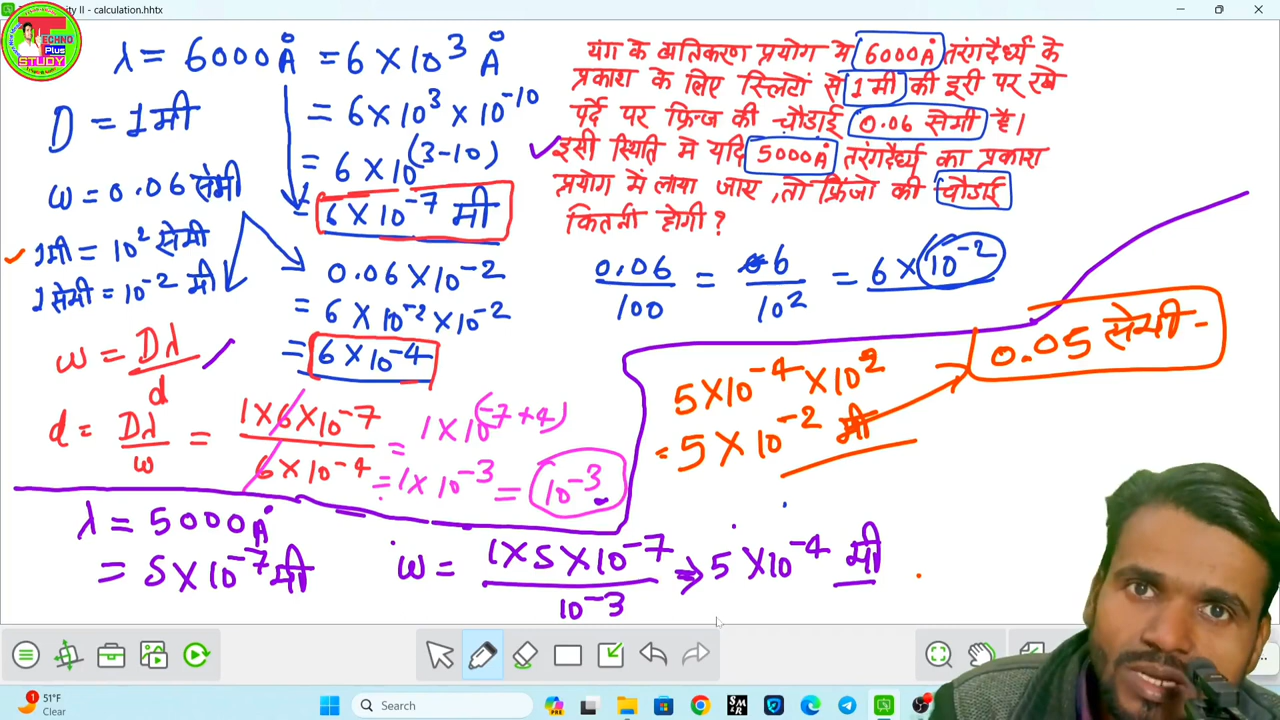 calculation.hhtx
TECHNO
Plus
STUDY
λ = 6000Å = 6×10³ Å
= 6×10³ × 10⁻¹⁰
= 6×10⁽³⁻¹⁰⁾
= 6×10⁻⁷ मी
D = 1मी
w = 0.06 सेमी
1मी = 10² सेमी
1 सेमी = 10⁻² मी
0.06×10⁻²
= 6×10⁻²×10⁻²
= 6×10⁻⁴
w = Dλ/d
d = Dλ/w = 1×6×10⁻⁷/6×10⁻⁴ = 1×10⁽⁻⁷⁺⁴⁾
= 1×10⁻³ = 10⁻³
यंग के व्यतिकरण प्रयोग में 6000Å तरंगदैर्ध्य के
प्रकाश के लिए स्लिटों से 1मी की दूरी पर रखे
पर्दे पर फ्रिन्ज की चौडाई 0.06 सेमी है।
इसी स्थिति में यदि 5000Å तरंगदैर्ध्य का प्रकाश
प्रयोग में लाया जाए, तो फ्रिंजों की चौडाई
कितनी होगी?
0.06/100 = 6/10² = 6×10⁻²
5×10⁻⁴×10²
= 5×10⁻² मी
0.05 सेमी
λ = 5000Å
= 5×10⁻⁷ मी
w = 1×5×10⁻⁷/10⁻³ ⇒ 5×10⁻⁴ मी
1
51°F
Clear
Search